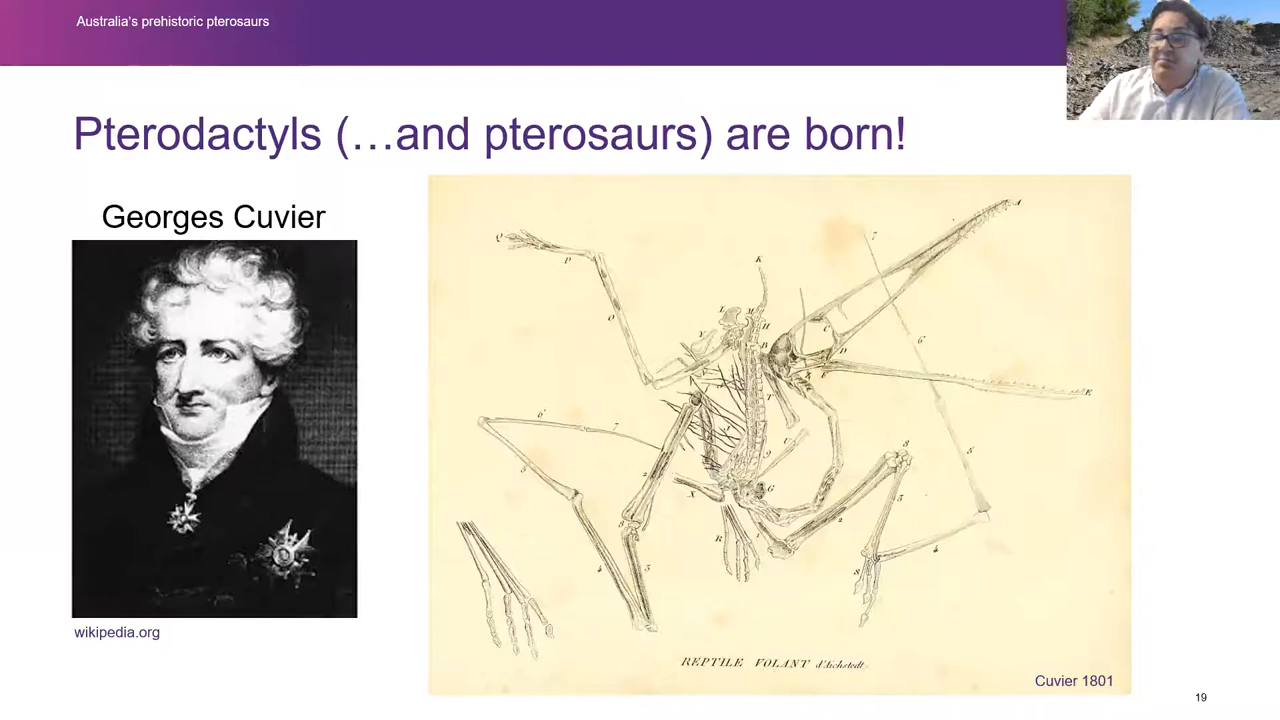 Australia's prehistoric pterosaurs
Pterodactyls (…and pterosaurs) are born!
Georges Cuvier
wikipedia.org
REPTILE VOLANT d'Aichstedt.
Cuvier 1801
19